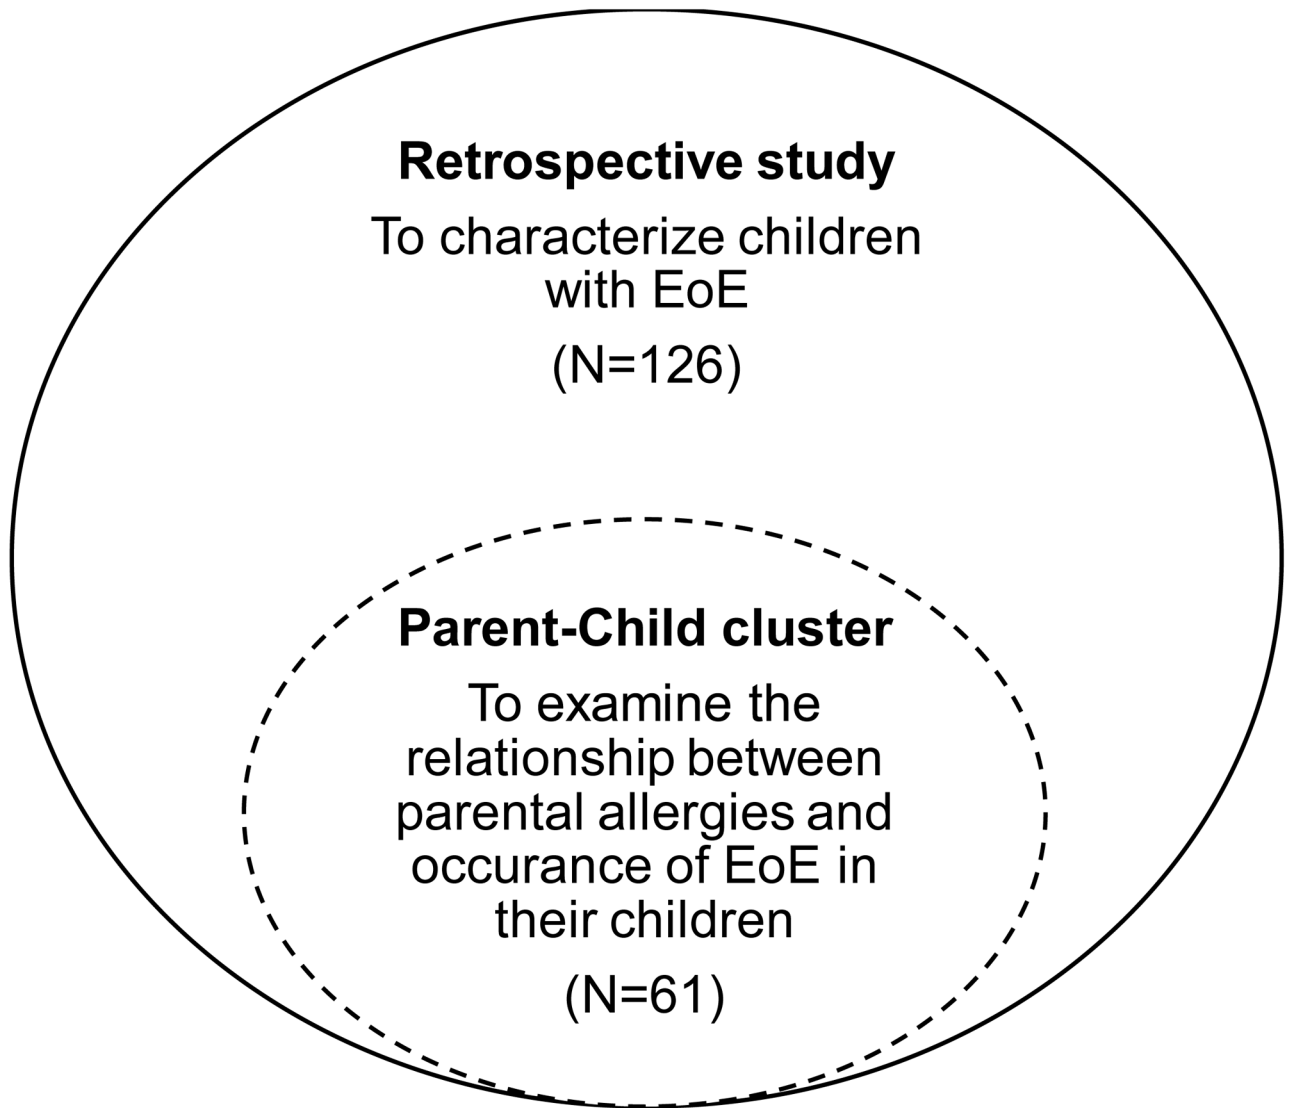 Retrospective study
To characterize children
with EoE
(N=126)
Parent-Child cluster
To examine the
relationship between
parental allergies and
occurance of EoE in
their children
(N=61)